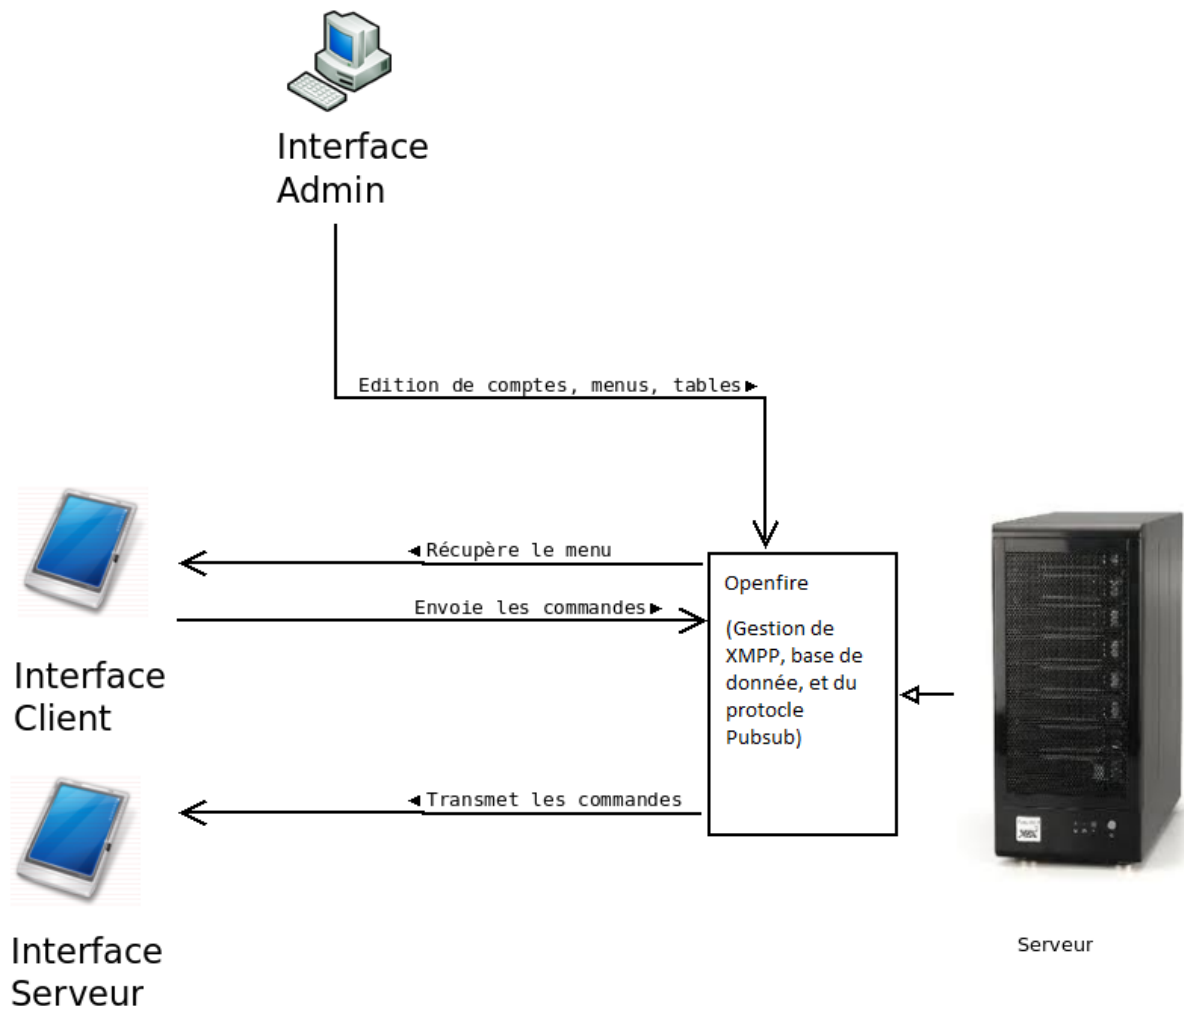 Interface
Admin
Edition de comptes, menus, tables
Récupère le menu
Envoie les commandes
Openfire
(Gestion de
XMPP, base de
donnée, et du
protocle
Pubsub)
Interface
Client
Transmet les commandes
Interface
Serveur
Serveur